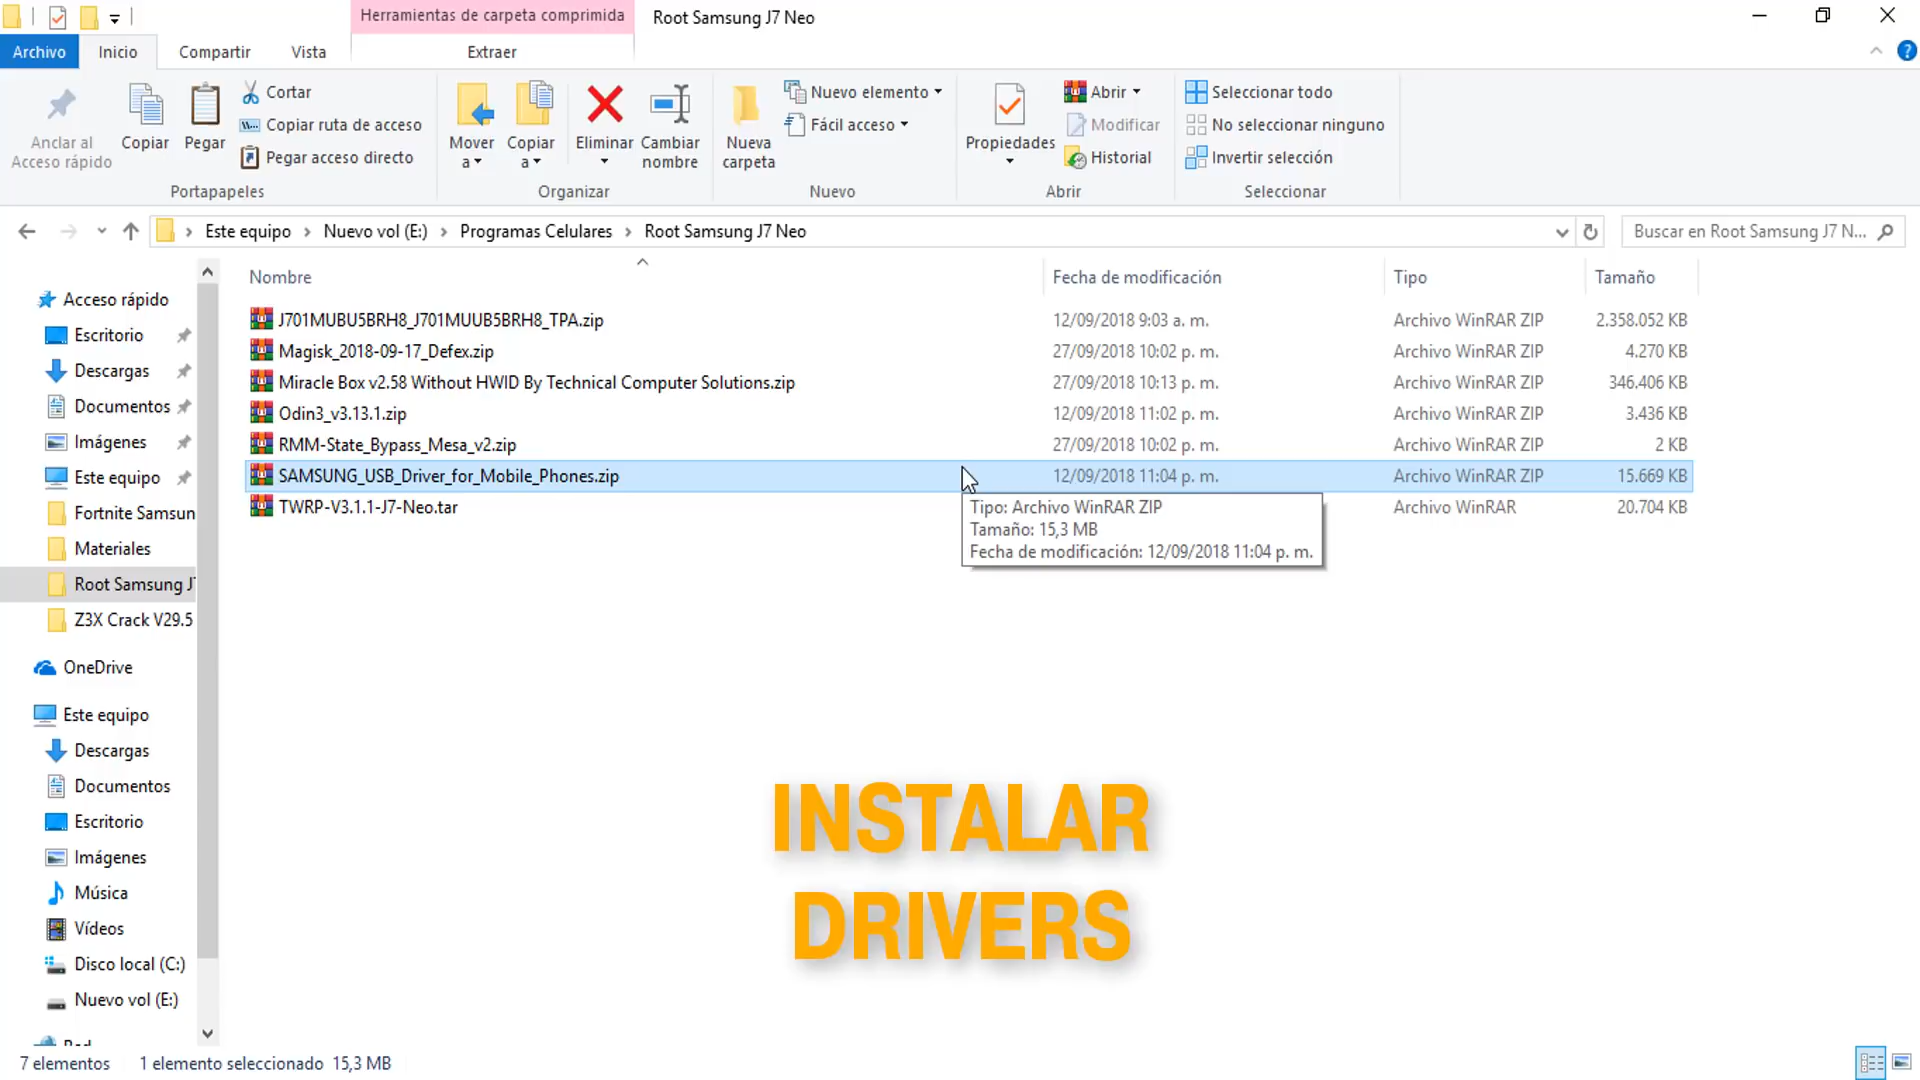 Herramientas de carpeta comprimida
Root Samsung J7 Neo
Archivo
Inicio
Compartir
Vista
Extraer
Anclar al
Acceso rápido
Copiar
Pegar
Cortar
Copiar ruta de acceso
Pegar acceso directo
Portapapeles
Mover
a
Copiar
a
Eliminar
Cambiar
nombre
Organizar
Nueva
carpeta
Nuevo elemento
Fácil acceso
Nuevo
Propiedades
Abrir
Modificar
Historial
Abrir
Seleccionar todo
No seleccionar ninguno
Invertir selección
Seleccionar
Este equipo > Nuevo vol (E:) > Programas Celulares > Root Samsung J7 Neo
Buscar en Root Samsung J7 N...
Acceso rápido
Escritorio
Descargas
Documentos
Imágenes
Este equipo
Fortnite Samsun
Materiales
Root Samsung J
Z3X Crack V29.5
OneDrive
Este equipo
Descargas
Documentos
Escritorio
Imágenes
Música
Vídeos
Disco local (C:)
Nuevo vol (E:)
Nombre Fecha de modificación Tipo Tamaño
J701MUBU5BRH8_J701MUUB5BRH8_TPA.zip 12/09/2018 9:03 a. m. Archivo WinRAR ZIP 2.358.052 KB
Magisk_2018-09-17_Defex.zip 27/09/2018 10:02 p. m. Archivo WinRAR ZIP 4.270 KB
Miracle Box v2.58 Without HWID By Technical Computer Solutions.zip 27/09/2018 10:13 p. m. Archivo WinRAR ZIP 346.406 KB
Odin3_v3.13.1.zip 12/09/2018 11:02 p. m. Archivo WinRAR ZIP 3.436 KB
RMM-State_Bypass_Mesa_v2.zip 27/09/2018 10:02 p. m. Archivo WinRAR ZIP 2 KB
SAMSUNG_USB_Driver_for_Mobile_Phones.zip 12/09/2018 11:04 p. m. Archivo WinRAR ZIP 15.669 KB
TWRP-V3.1.1-J7-Neo.tar Archivo WinRAR 20.704 KB
Tipo: Archivo WinRAR ZIP
Tamaño: 15,3 MB
Fecha de modificación: 12/09/2018 11:04 p. m.
INSTALAR
DRIVERS
7 elementos 1 elemento seleccionado 15,3 MB